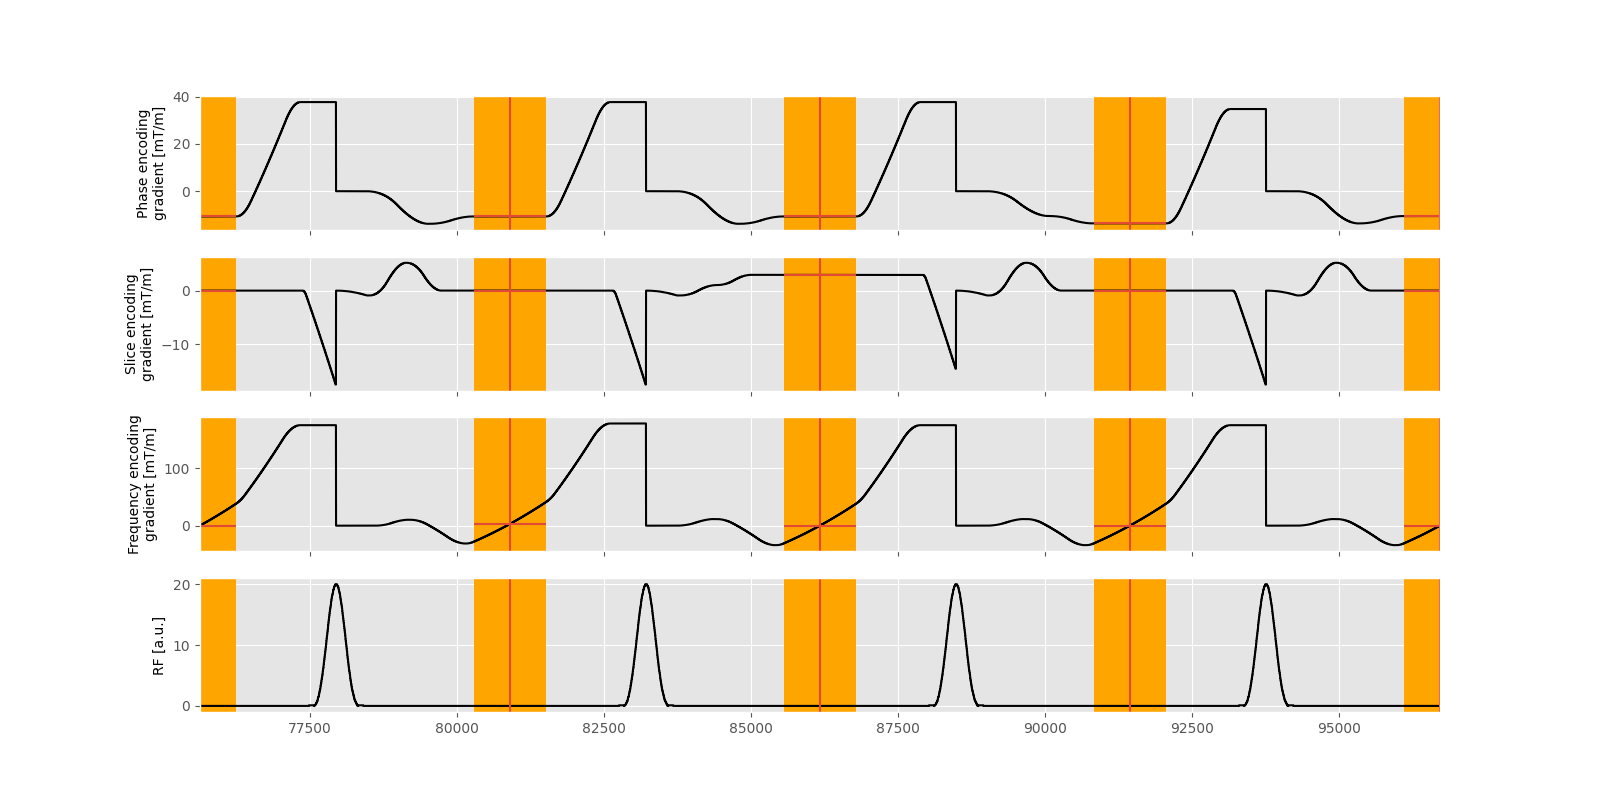 Phase encoding
gradient [mT/m]
40
20
0
Slice encoding
gradient [mT/m]
0
−10
Frequency encoding
gradient [mT/m]
100
0
RF [a.u.]
20
10
0
77500 80000 82500 85000 87500 90000 92500 95000